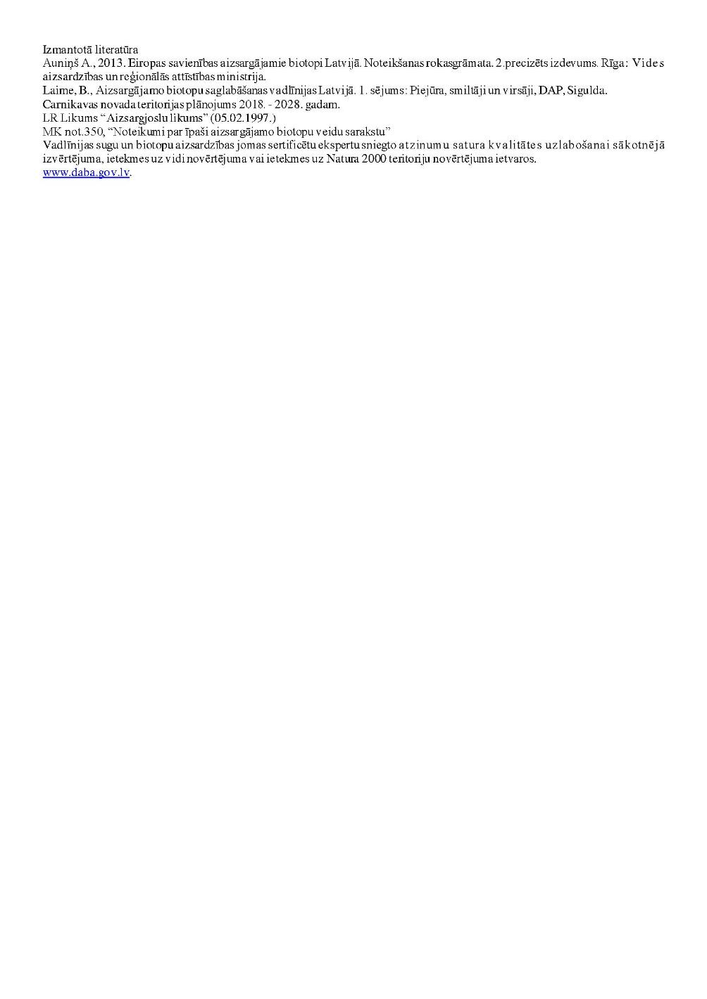 Izmantotā literatūra
Auniņš A., 2013. Eiropas savienības aizsargājamie biotopi Latvijā. Noteikšanas rokasgrāmata. 2.precizēts izdevums. Rīga: Vides
aizsardzības un reģionālās attīstības ministrija.
Laime, B., Aizsargājamo biotopu saglabāšanas vadlīnijas Latvijā. 1. sējums: Piejūra, smiltāji un virsāji, DAP, Sigulda.
Carnikavas novada teritorijas plānojums 2018. - 2028. gadam.
LR Likums “Aizsargjoslu likums” (05.02.1997.)
MK not.350, “Noteikumi par īpaši aizsargājamo biotopu veidu sarakstu”
Vadlīnijas sugu un biotopu aizsardzības jomas sertificētu ekspertu sniegto atzinumu satura kvalitātes uzlabošanai sākotnējā
izvērtējuma, ietekmes uz vidi novērtējuma vai ietekmes uz Natura 2000 teritoriju novērtējuma ietvaros.
www.daba.gov.lv.